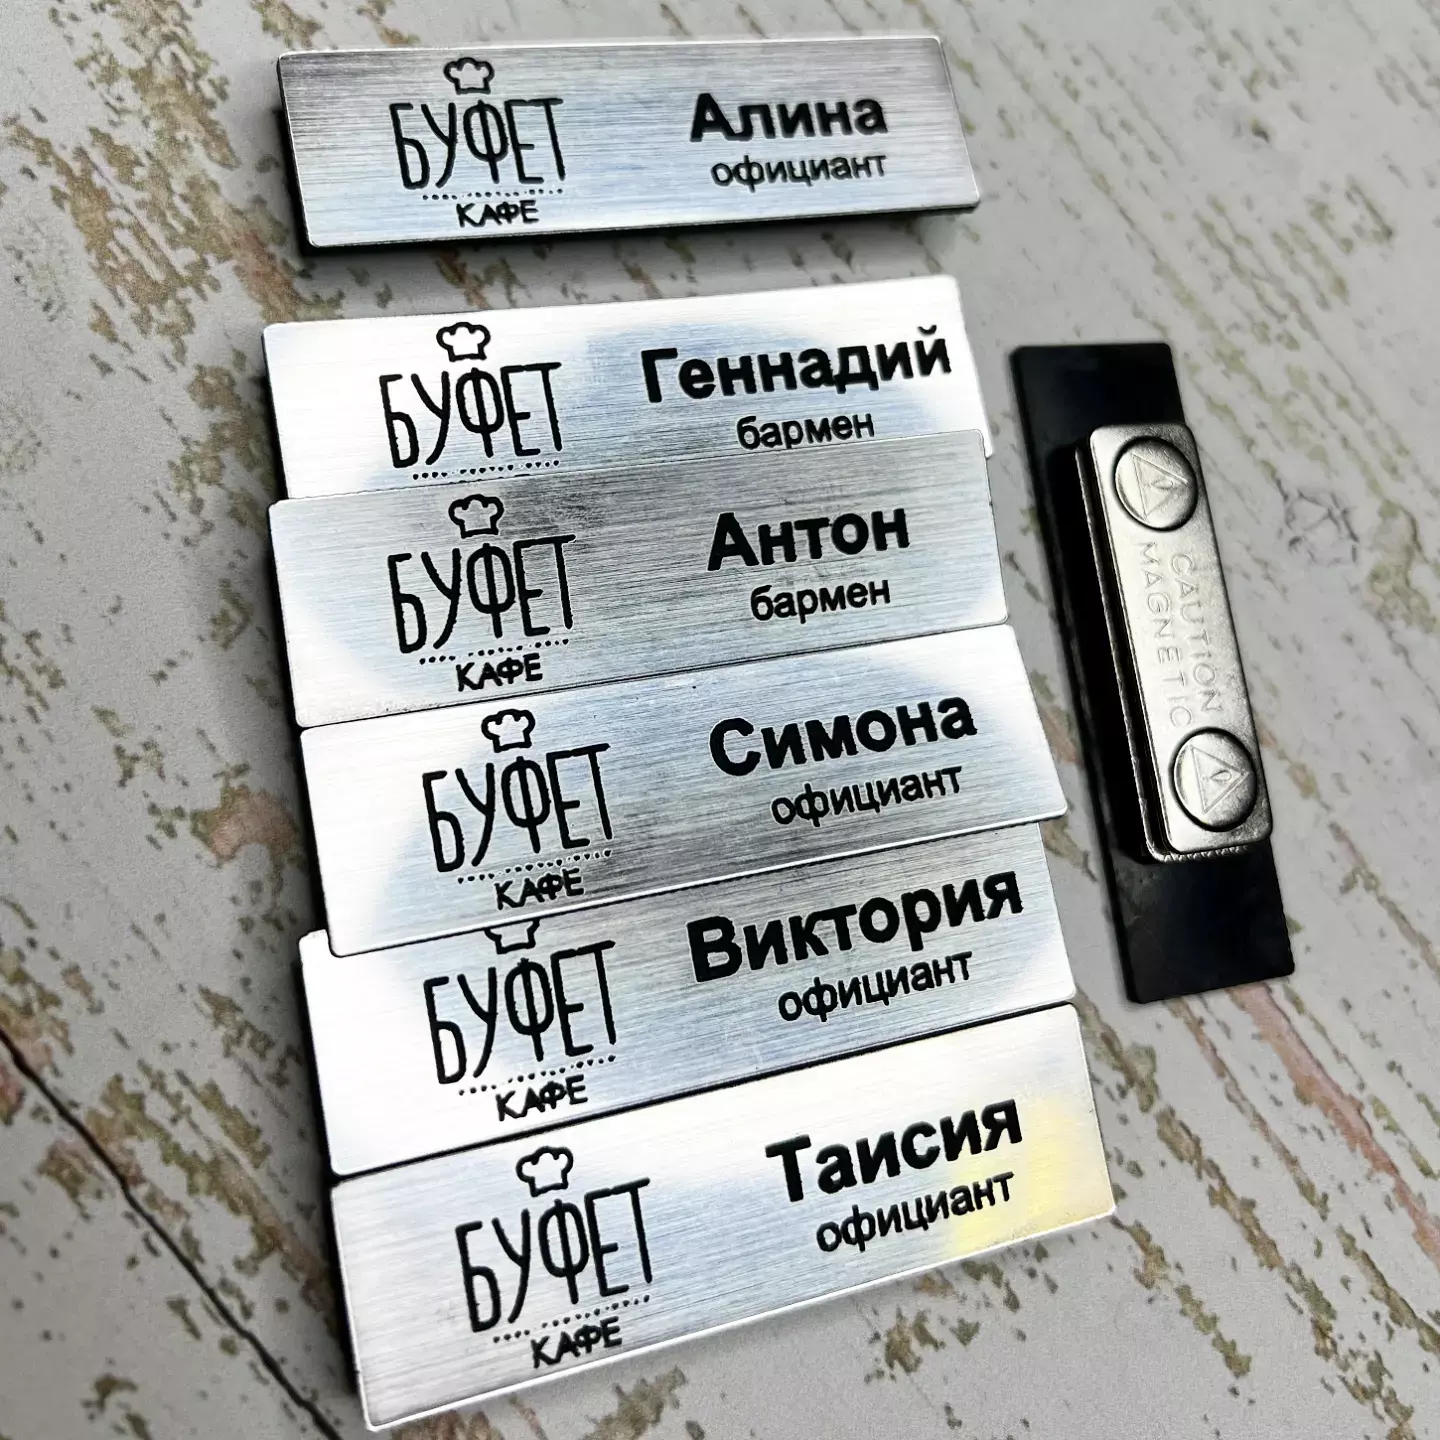 БУФЕТ
КАФЕ
Алина
официант
БУФЕТ
Геннадий
бармен
БУФЕТ
КАФЕ
Антон
бармен
БУФЕТ
КАФЕ
Симона
официант
БУФЕТ
КАФЕ
Виктория
официант
БУФЕТ
КАФЕ
Таисия
официант
CAUTION
MAGNETIC